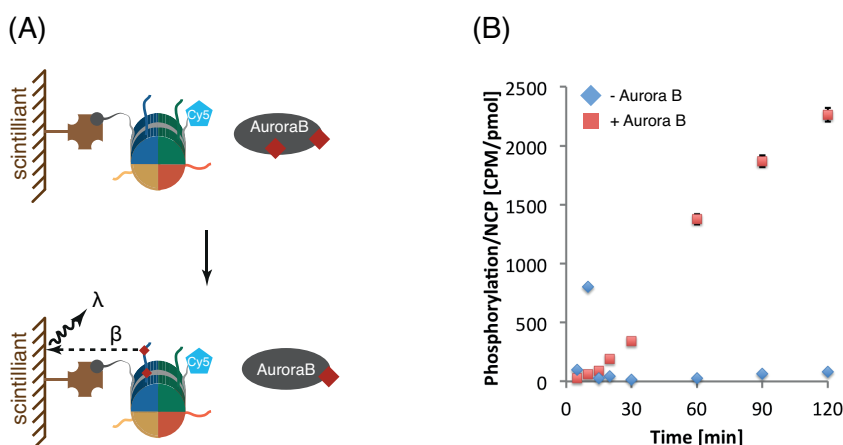 (A)
scintilliant
Cy5
AuroraB
λ
β
scintilliant
Cy5
AuroraB
(B)
Phosphorylation/NCP [CPM/pmol]
2500
2000
1500
1000
500
0
- Aurora B
+ Aurora B
0 30 60 90 120
Time [min]